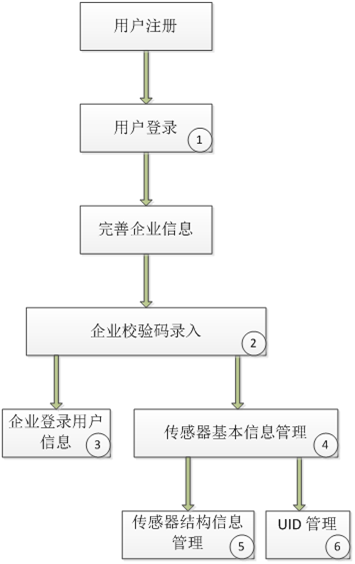 用户注册
用户登录
1
完善企业信息
企业校验码录入
2
企业登录用户
信息
3
传感器基本信息管理
4
传感器结构信息
管理
5
UID 管理
6